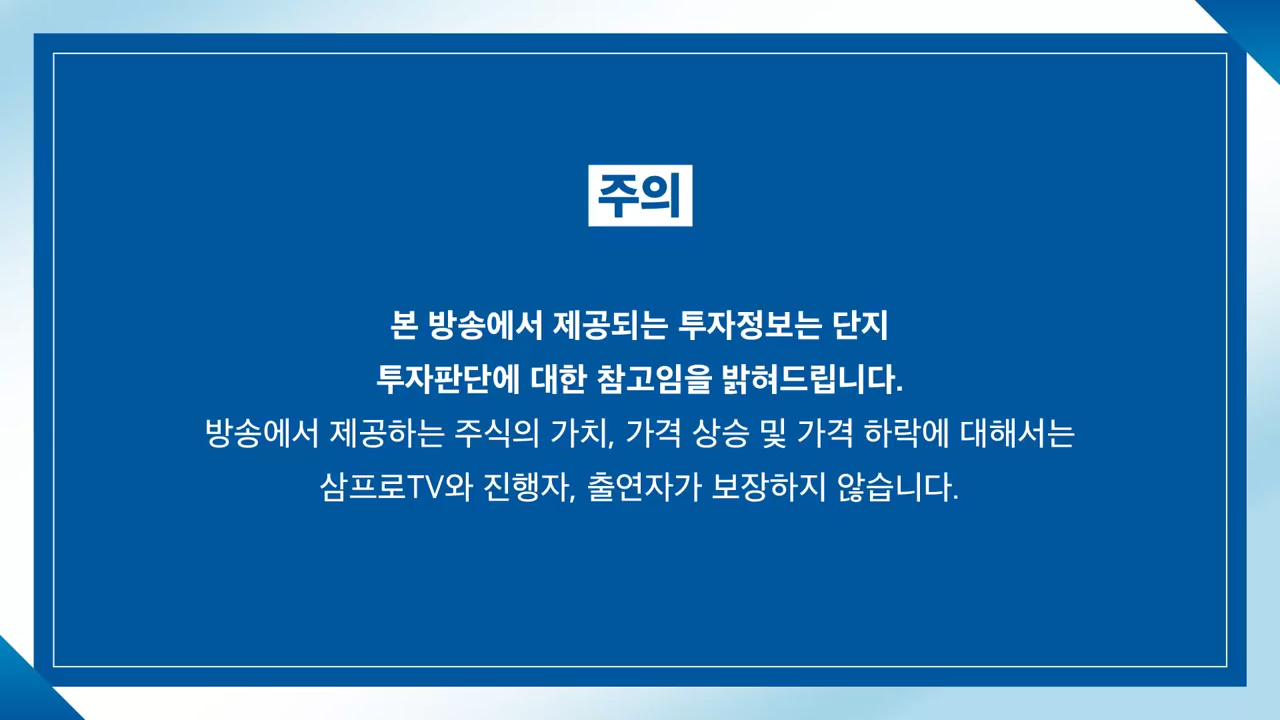 주의
본 방송에서 제공되는 투자정보는 단지
투자판단에 대한 참고임을 밝혀드립니다.
방송에서 제공하는 주식의 가치, 가격 상승 및 가격 하락에 대해서는
삼프로TV와 진행자, 출연자가 보장하지 않습니다.